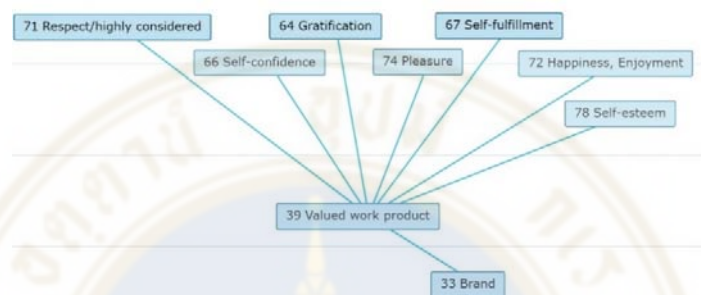 71 Respect/highly considered
64 Gratification
67 Self-fulfillment
66 Self-confidence
74 Pleasure
72 Happiness, Enjoyment
78 Self-esteem
39 Valued work product
33 Brand